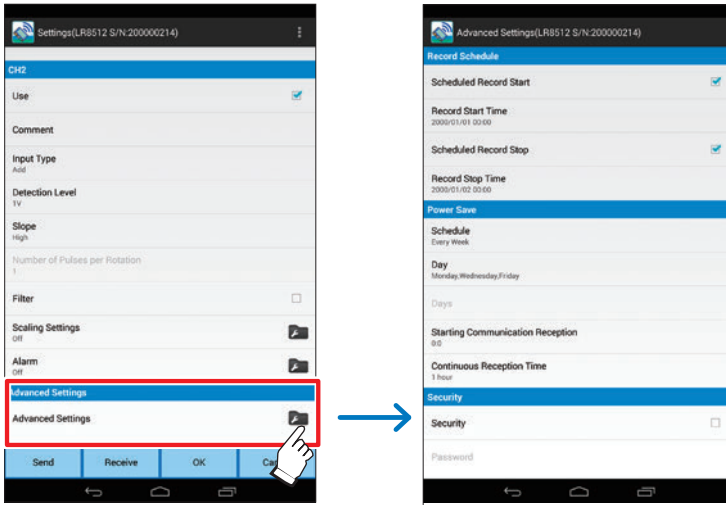 Settings(LR8512 S/N:200000214)
CH2
Use
Comment
Input Type
Add
Detection Level
1V
Slope
High
Number of Pulses per Rotation
1
Filter
Scaling Settings
Off
Alarm
Off
Advanced Settings
Advanced Settings
Send Receive OK
Advanced Settings(LR8512 S/N:200000214)
Record Schedule
Scheduled Record Start
Record Start Time
2000/01/01 00:00
Scheduled Record Stop
Record Stop Time
2000/01/02 00:00
Power Save
Schedule
Every Week
Day
Monday,Wednesday,Friday
Days
Starting Communication Reception
0:0
Continuous Reception Time
1 hour
Security
Security
Password